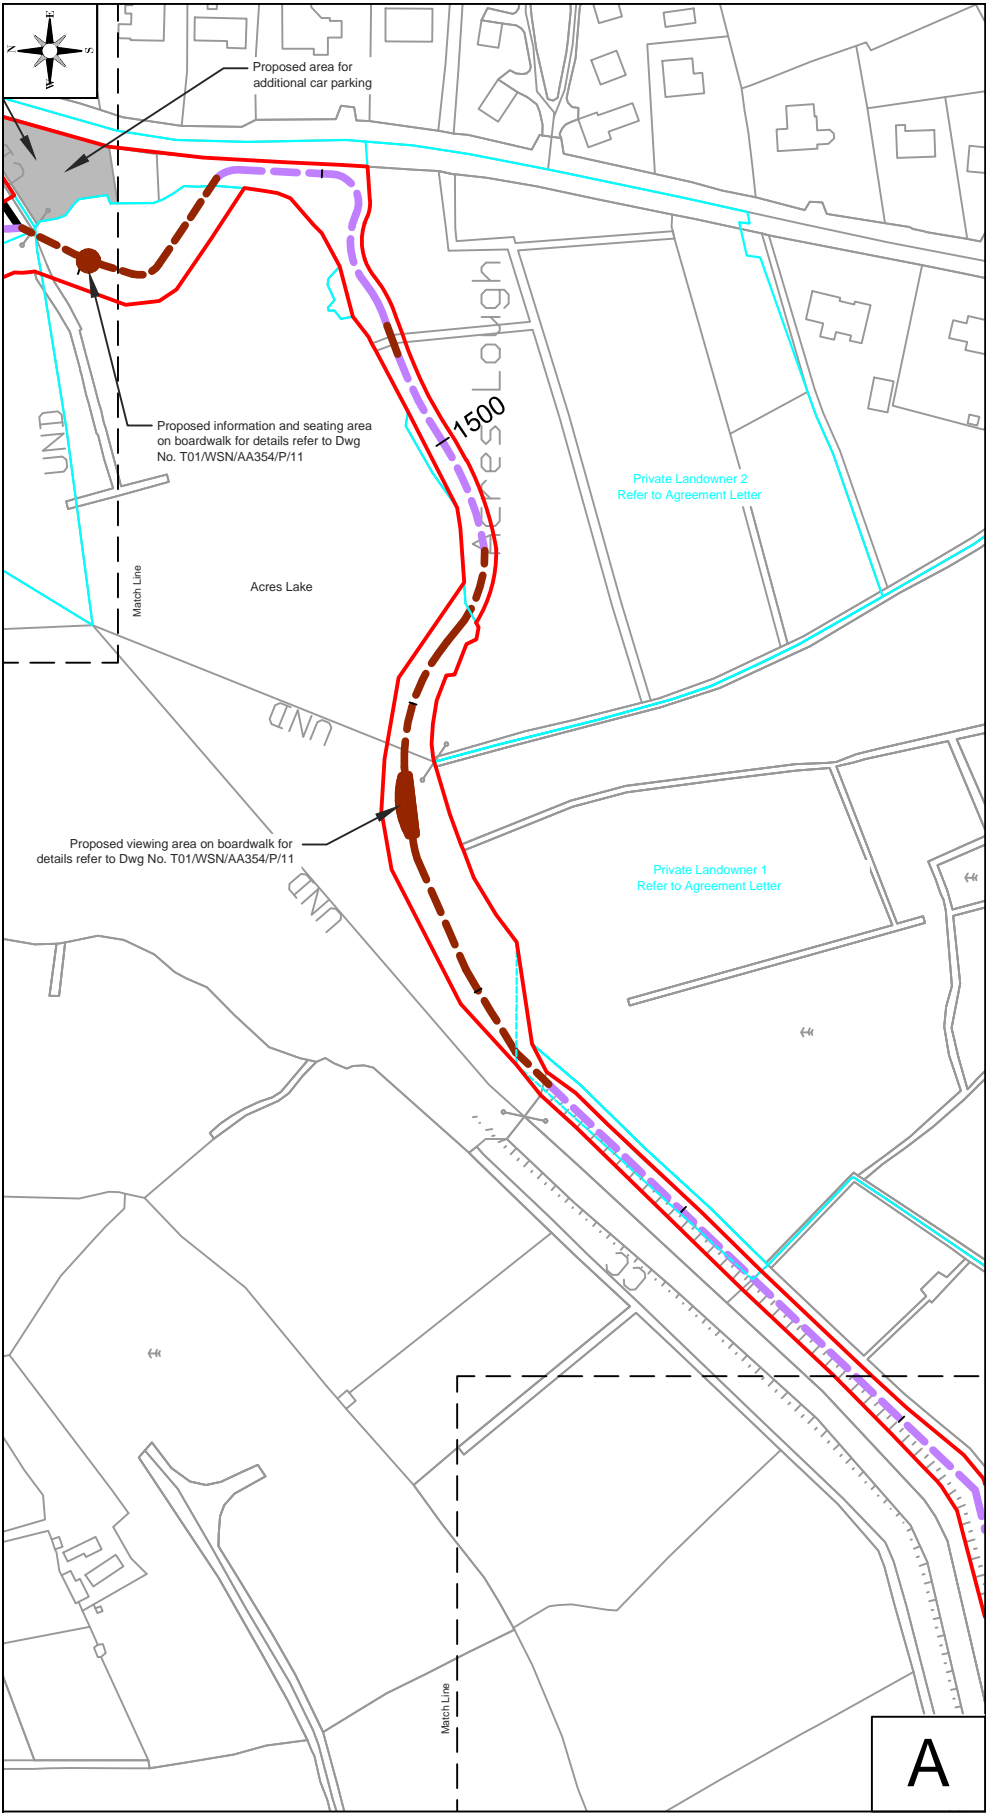 N
E
S
W
Proposed area for
additional car parking
Proposed information and seating area
on boardwalk for details refer to Dwg
No. T01/WSN/AA354/P/11
UND
Match Line
Acres Lake
Acres Lough
1500
Private Landowner 2
Refer to Agreement Letter
UND
Proposed viewing area on boardwalk for
details refer to Dwg No. T01/WSN/AA354/P/11
UND
Private Landowner 1
Refer to Agreement Letter
CC
Match Line
A